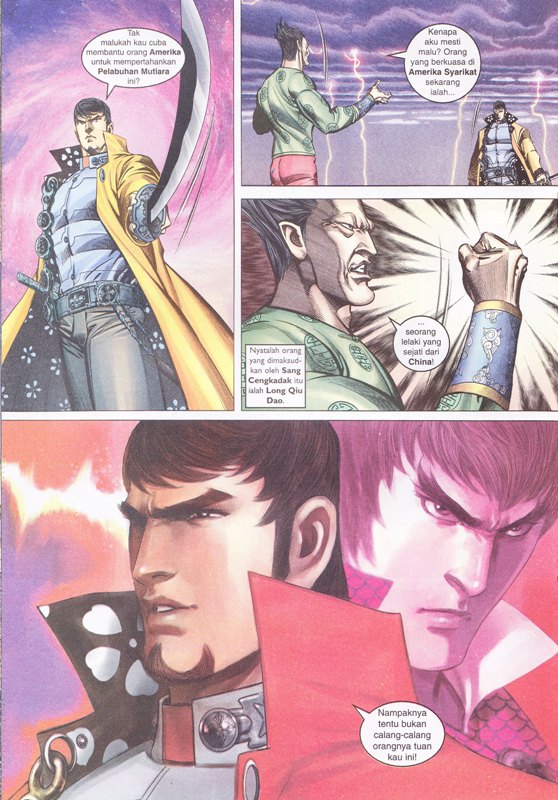 Tak
malukah kau cuba
membantu orang Amerika
untuk mempertahankan
Pelabuhan Mutiara
ini?
Kenapa
aku mesti
malu? Orang
yang berkuasa di
Amerika Syarikat
sekarang
ialah...
...
seorang
lelaki yang
sejati dari
China!
Nyatalah orang
yang dimaksud-
kan oleh Sang
Cengkadak itu
ialah Long Qiu
Dao.
Nampaknya
tentu bukan
calang-calang
orangnya tuan
kau ini!